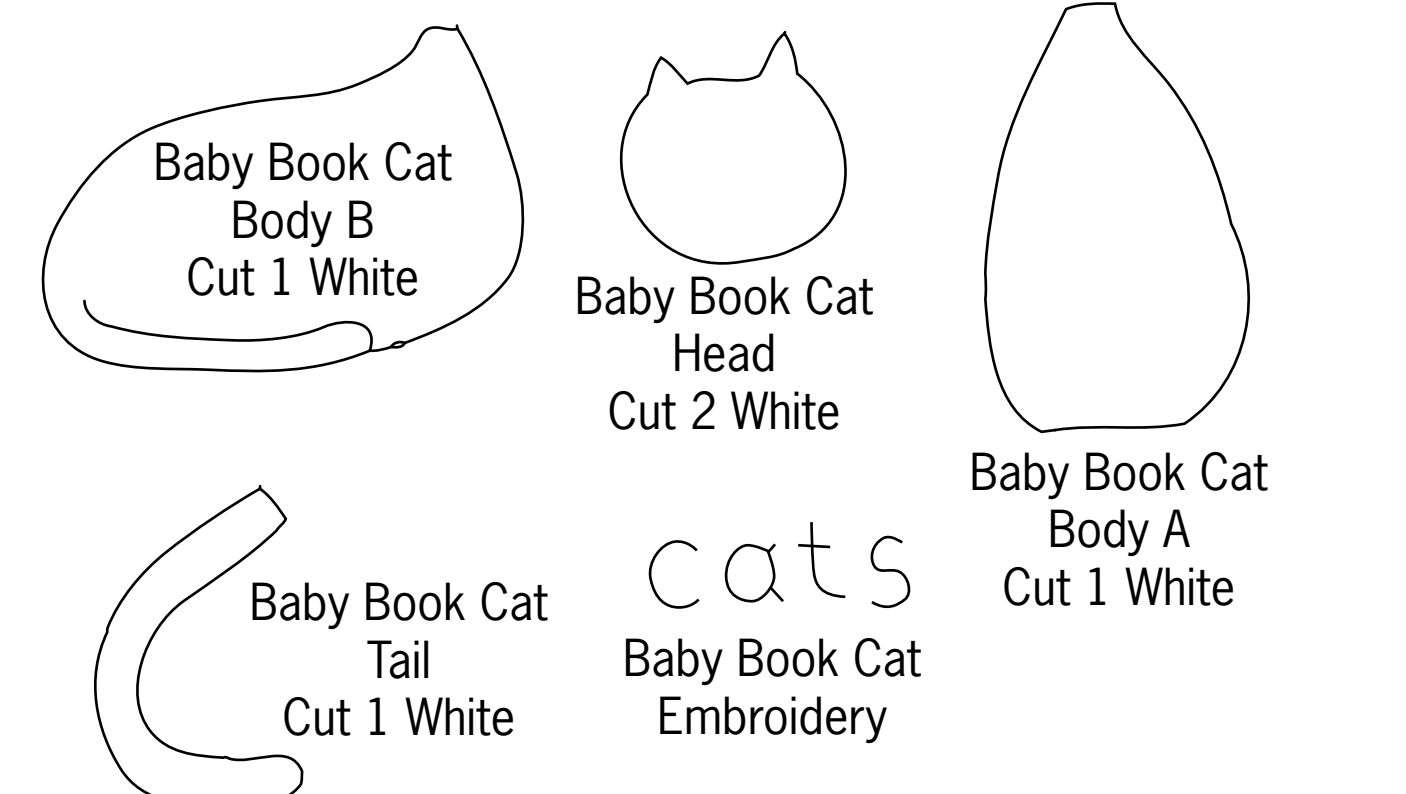 Baby Book Cat
Body B
Cut 1 White
Baby Book Cat
Head
Cut 2 White
Baby Book Cat
Body A
Cut 1 White
Baby Book Cat
Tail
Cut 1 White
cats
Baby Book Cat
Embroidery